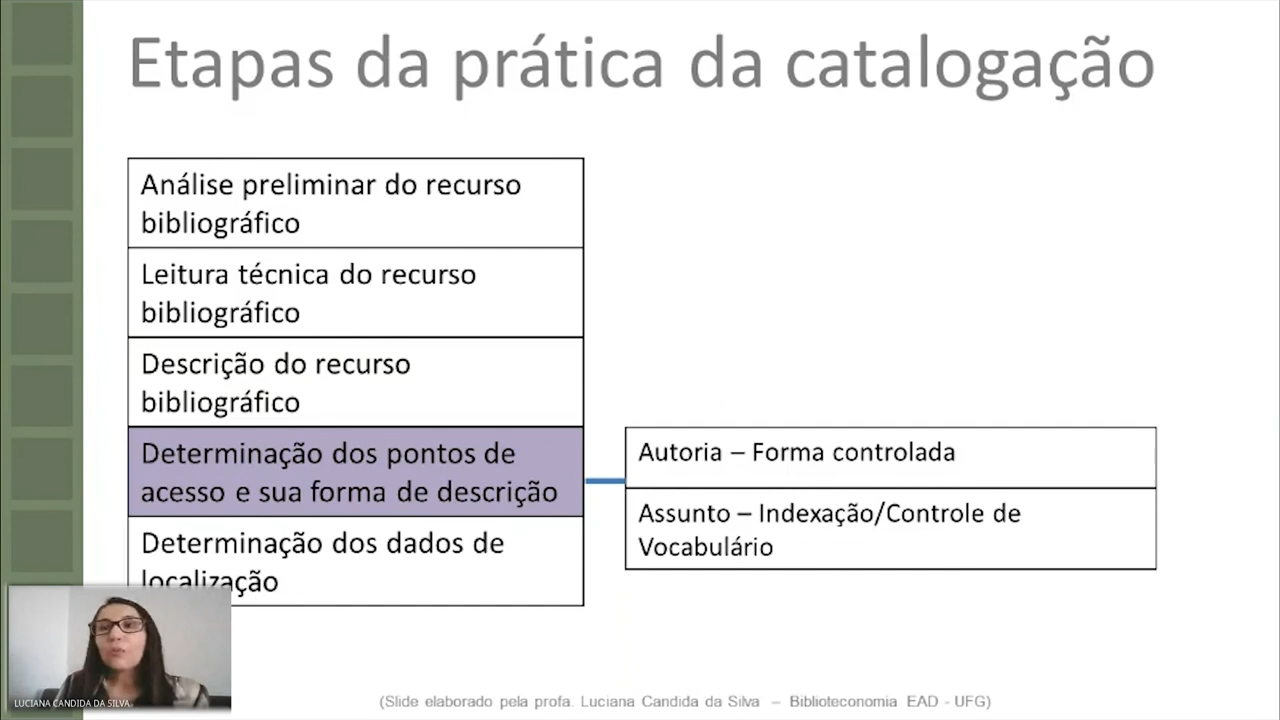 Etapas da prática da catalogação
Análise preliminar do recurso
bibliográfico
Leitura técnica do recurso
bibliográfico
Descrição do recurso
bibliográfico
Determinação dos pontos de
acesso e sua forma de descrição
Autoria – Forma controlada
Assunto – Indexação/Controle de
Vocabulário
Determinação dos dados de
localização
LUCIANA CANDIDA DA SILVA
(Slide elaborado pela profa. Luciana Candida da Silva – Biblioteconomia EAD - UFG)